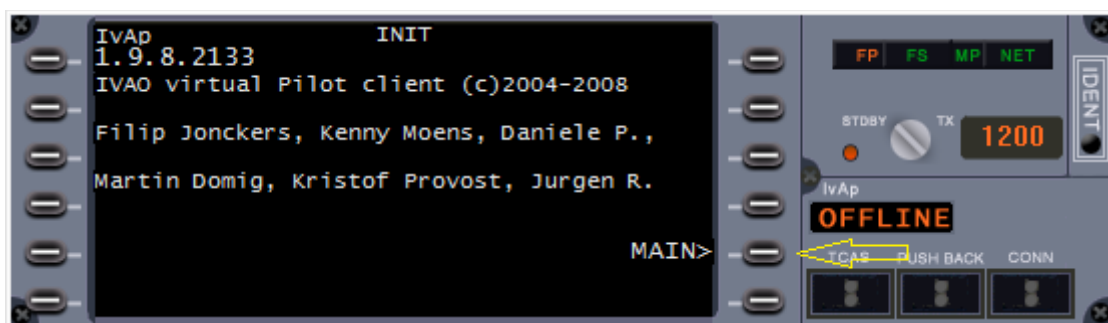 IvAp INIT
1.9.8.2133
IVAO virtual Pilot client (c)2004-2008
Filip Jonckers, Kenny Moens, Daniele P.,
Martin Domig, Kristof Provost, Jurgen R.
MAIN>
FP FS MP NET
STDBY TX
1200
IDENT
IvAp
OFFLINE
TCAS PUSH BACK CONN